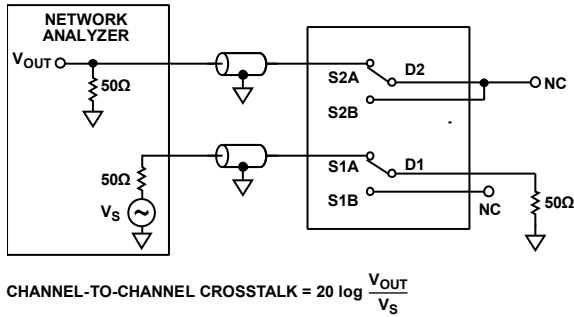 NETWORK
ANALYZER
VOUT
50Ω
S2A
D2
NC
S2B
50Ω
VS
S1A
D1
S1B
NC
50Ω
CHANNEL-TO-CHANNEL CROSSTALK = 20 log VOUT
VS